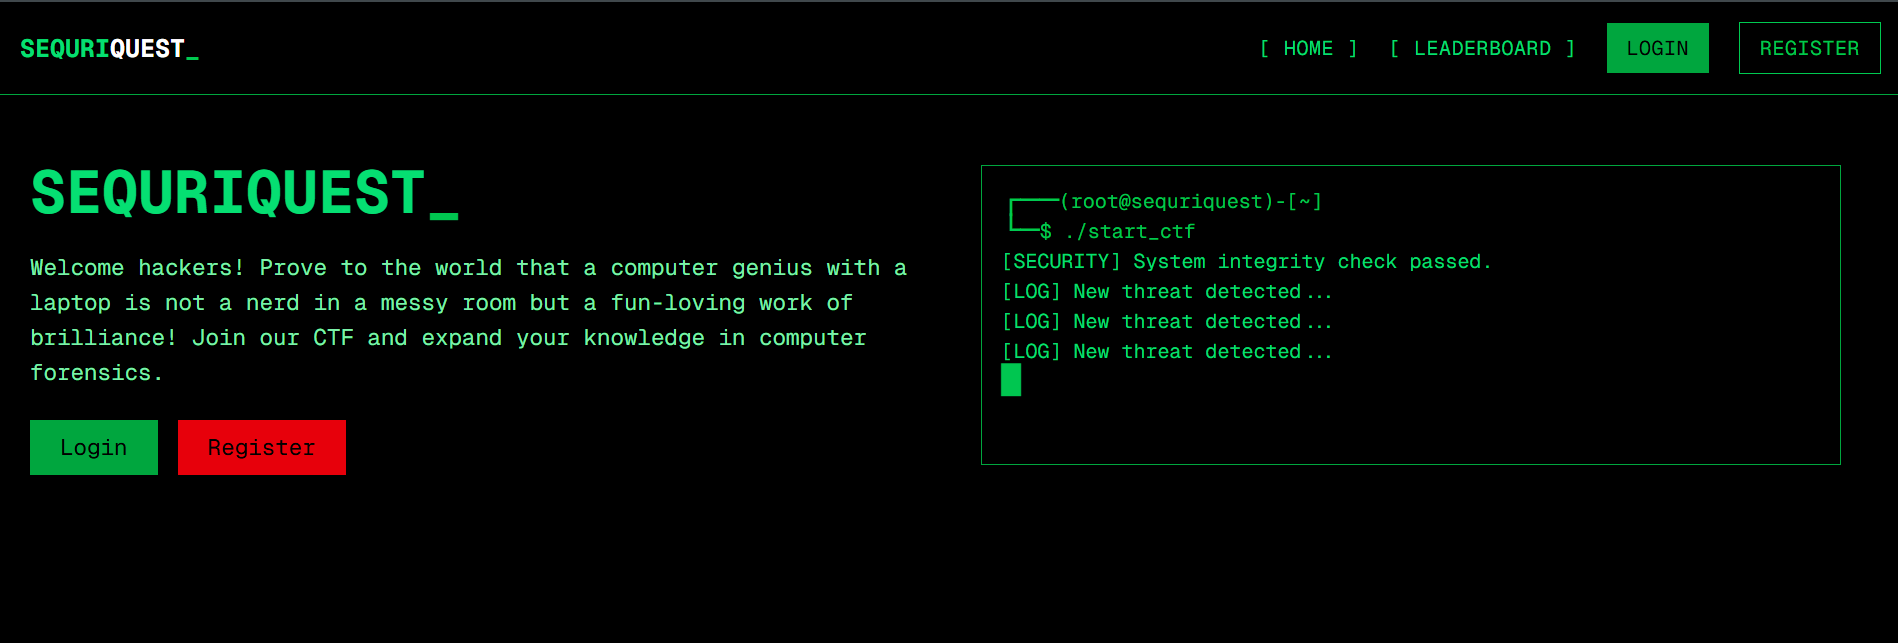 SEQURIQUEST_
[ HOME ] [ LEADERBOARD ] LOGIN REGISTER
SEQURIQUEST_
Welcome hackers! Prove to the world that a computer genius with a
laptop is not a nerd in a messy room but a fun-loving work of
brilliance! Join our CTF and expand your knowledge in computer
forensics.
Login Register
┌──(root@sequriquest)-[~]
└─$ ./start_ctf
[SECURITY] System integrity check passed.
[LOG] New threat detected...
[LOG] New threat detected...
[LOG] New threat detected...